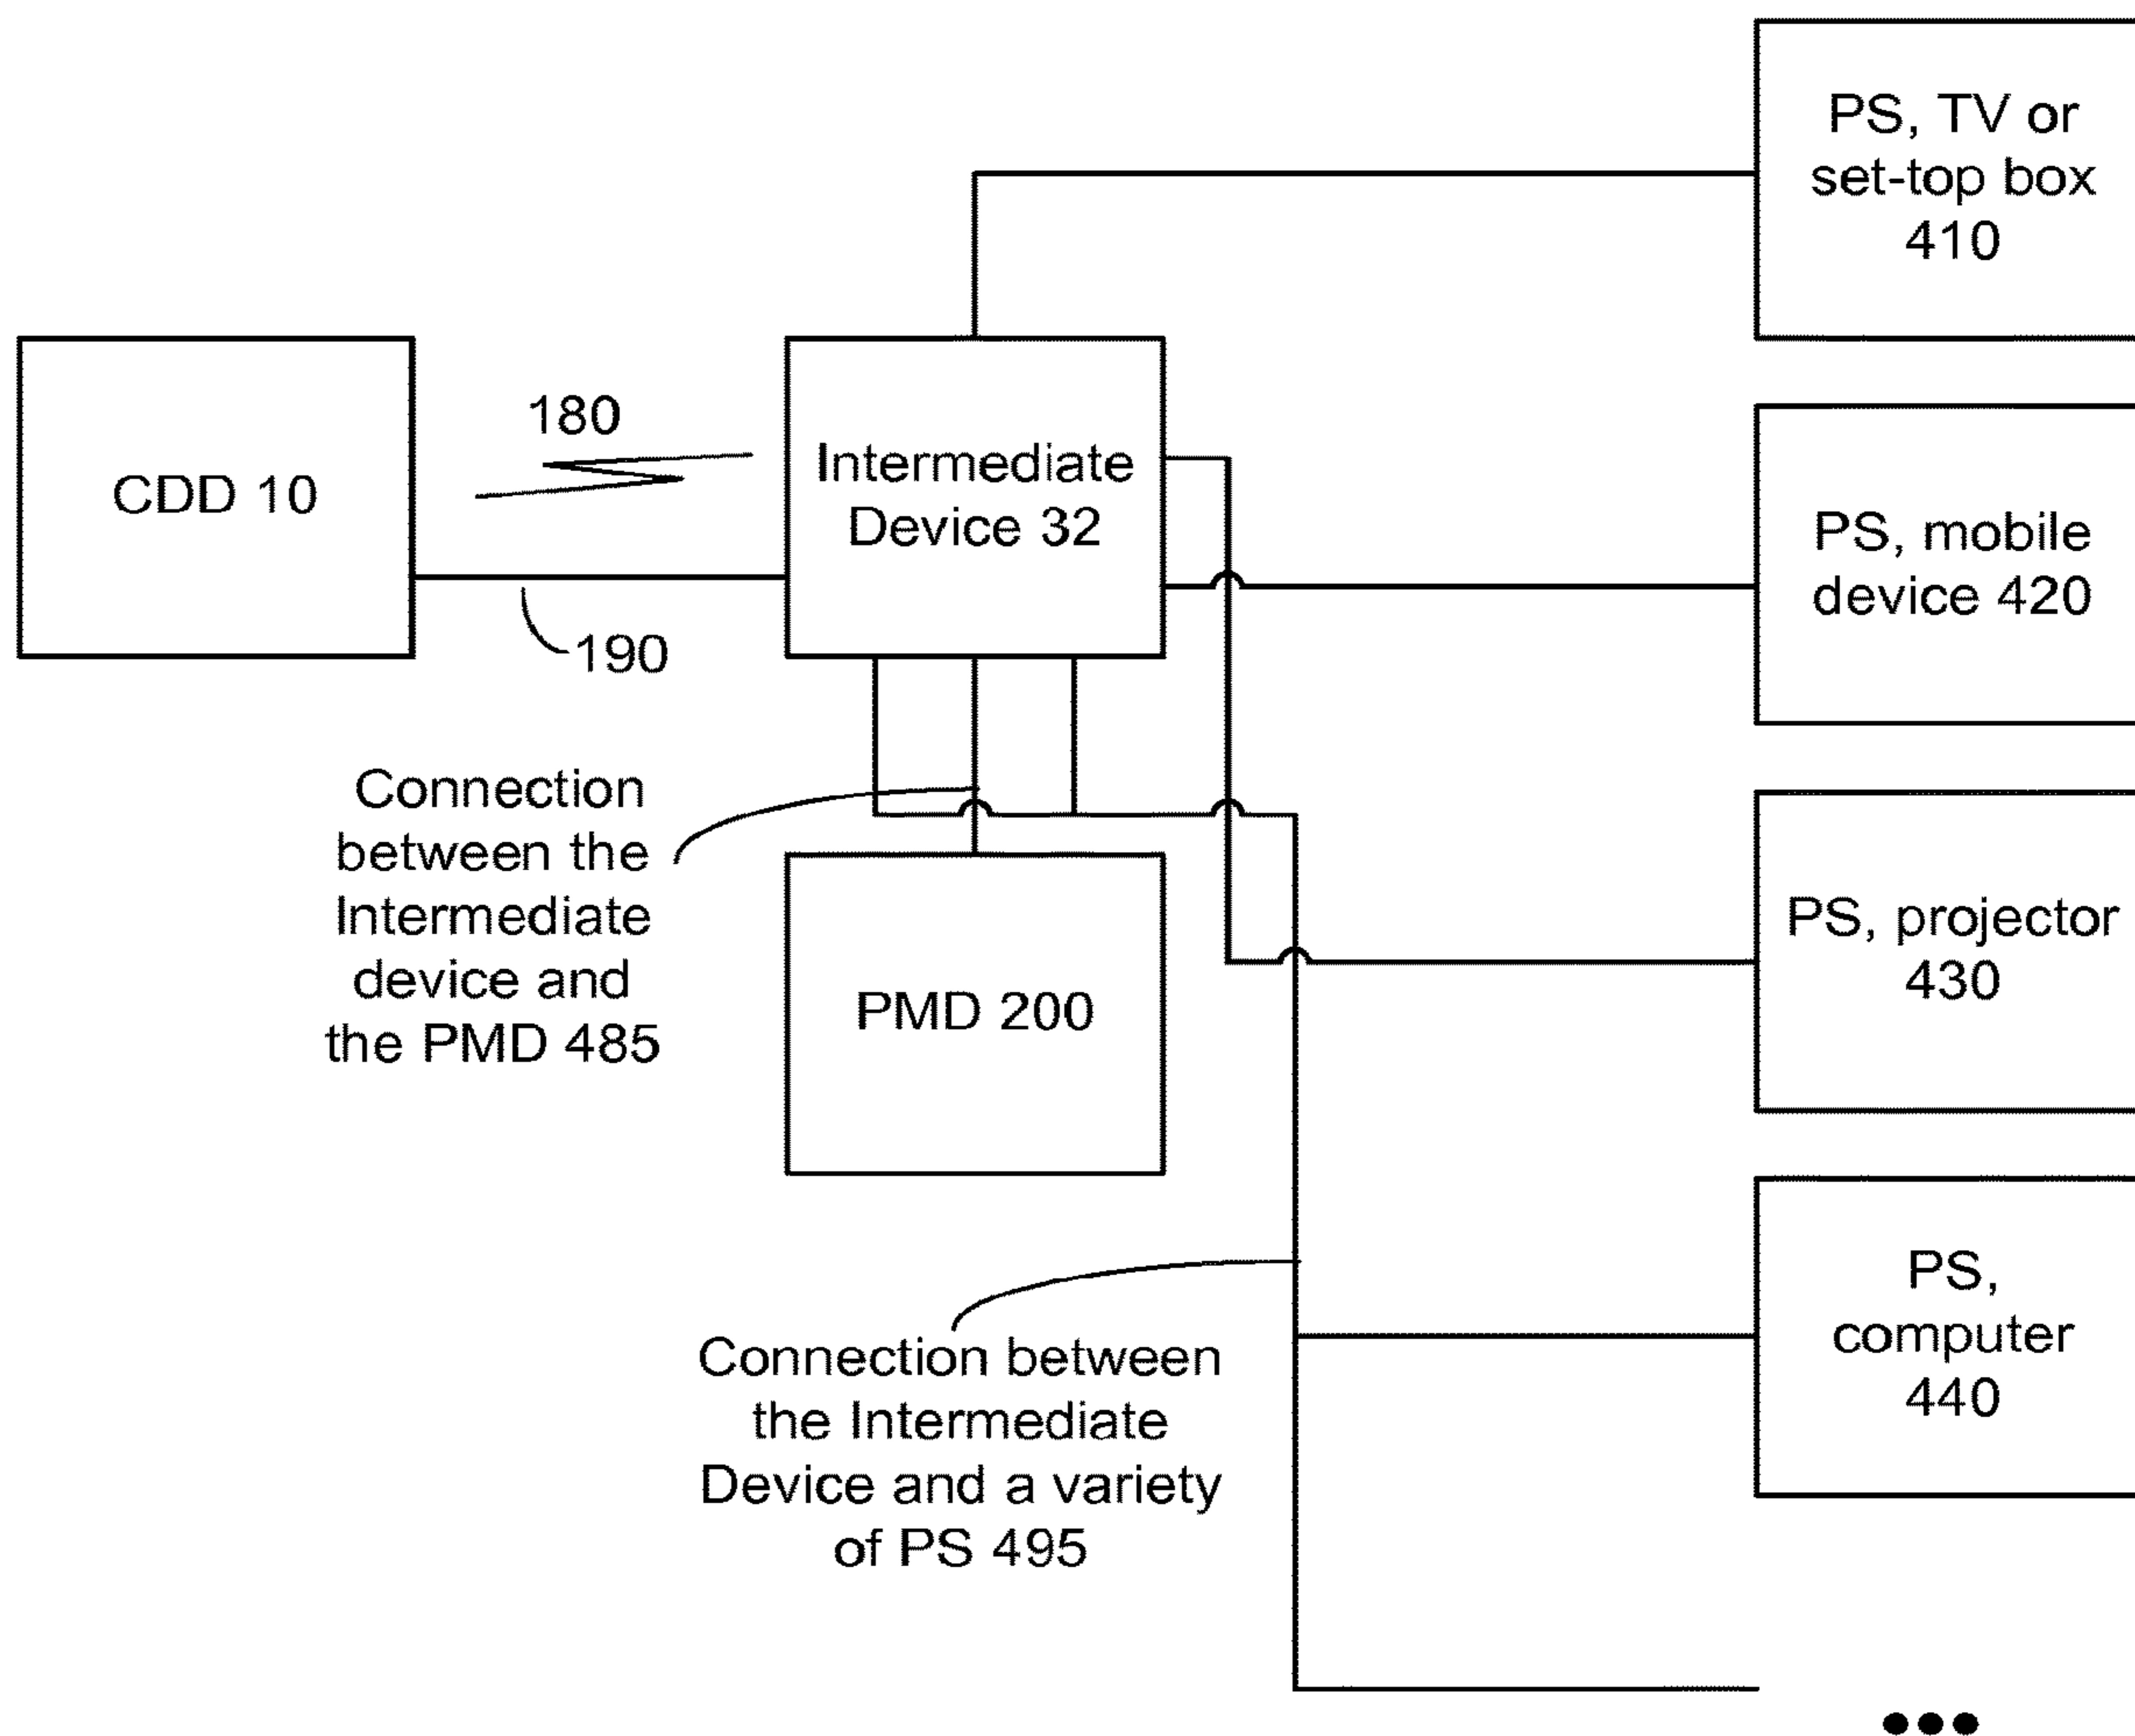 PS, TV or
set-top box
410
180
CDD 10
Intermediate
Device 32
190
PS, mobile
device 420
Connection
between the
Intermediate
device and
the PMD 485
PMD 200
PS, projector
430
PS,
computer
440
Connection between
the Intermediate
Device and a variety
of PS 495
●●●